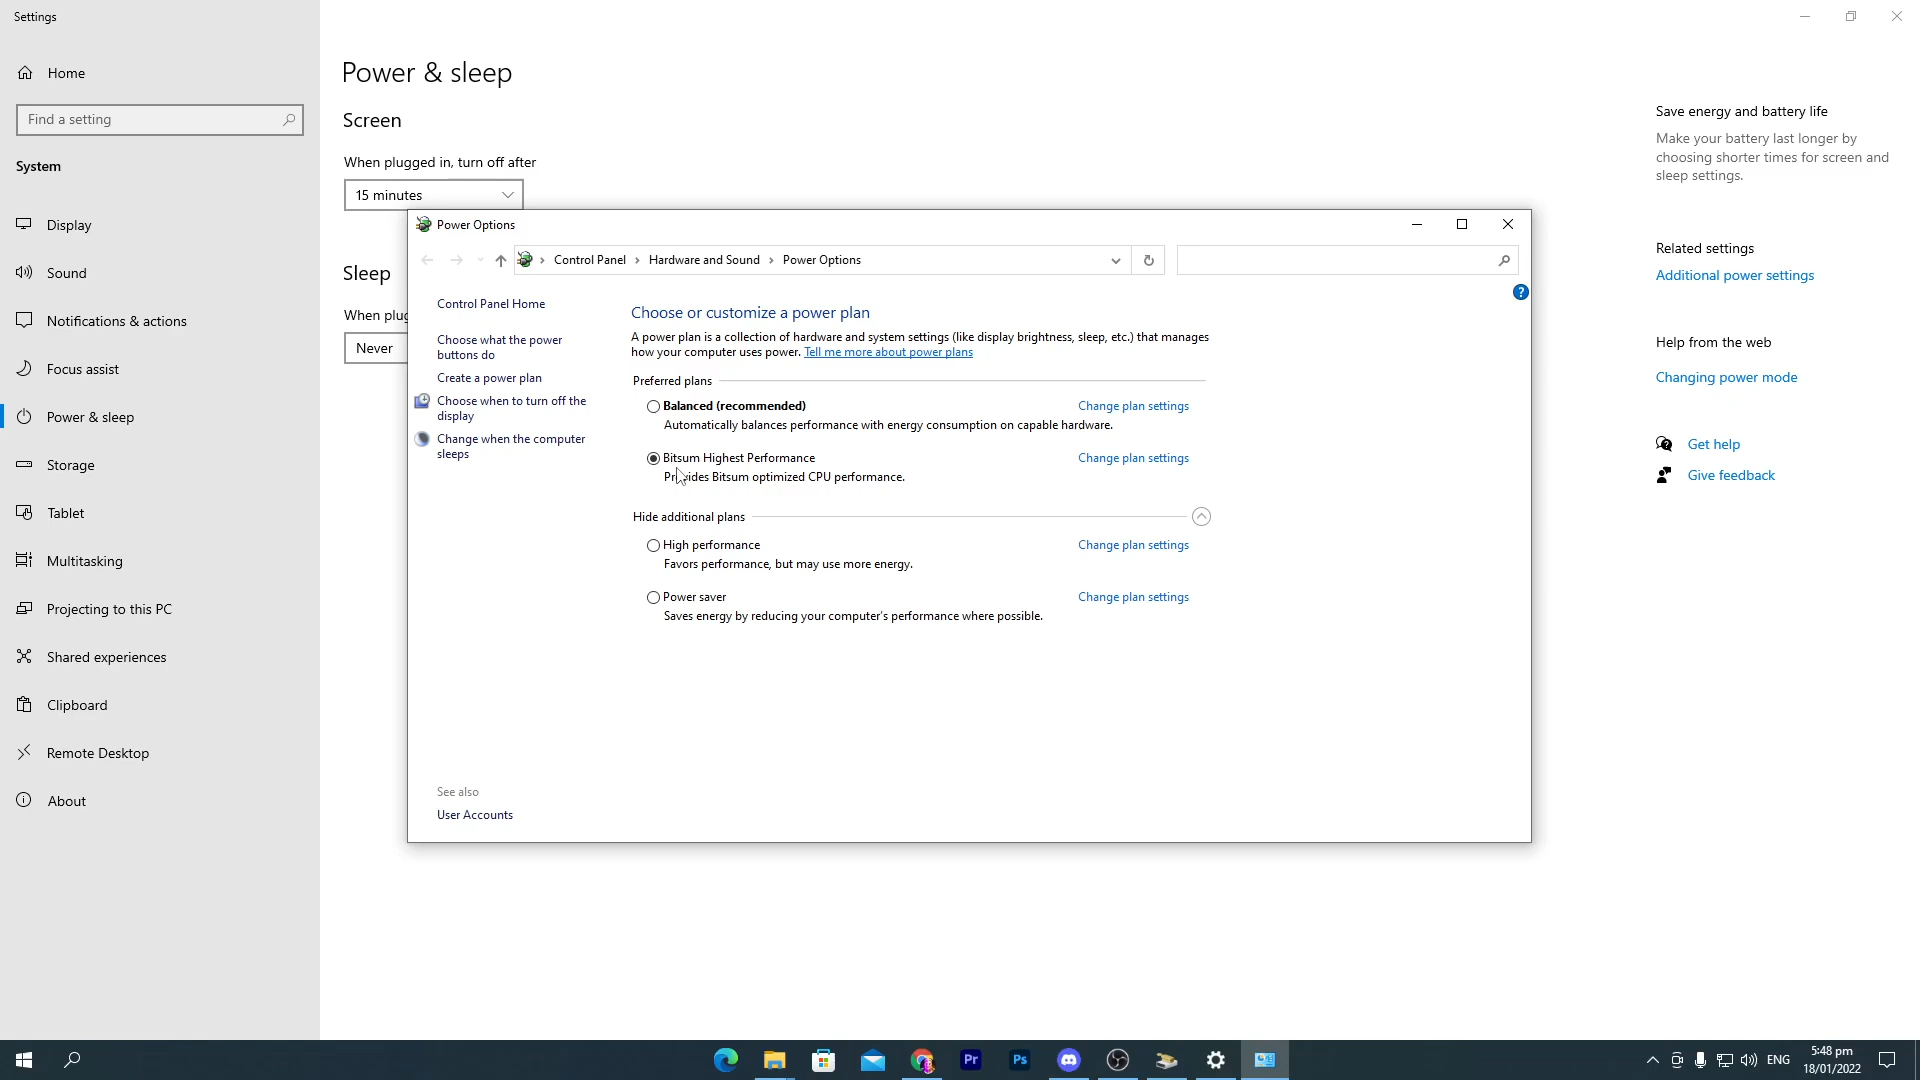 Settings
Home
Find a setting
System
Display
Sound
Notifications & actions
Focus assist
Power & sleep
Storage
Tablet
Multitasking
Projecting to this PC
Shared experiences
Clipboard
Remote Desktop
About
Power & sleep
Screen
When plugged in, turn off after
15 minutes
Sleep
When plug
Never
Power Options
Control Panel › Hardware and Sound › Power Options
Control Panel Home
Choose what the power
buttons do
Create a power plan
Choose when to turn off the
display
Change when the computer
sleeps
See also
User Accounts
Choose or customize a power plan
A power plan is a collection of hardware and system settings (like display brightness, sleep, etc.) that manages
how your computer uses power. Tell me more about power plans
Preferred plans
Balanced (recommended) Change plan settings
Automatically balances performance with energy consumption on capable hardware.
Bitsum Highest Performance Change plan settings
Provides Bitsum optimized CPU performance.
Hide additional plans
High performance Change plan settings
Favors performance, but may use more energy.
Power saver Change plan settings
Saves energy by reducing your computer's performance where possible.
Save energy and battery life
Make your battery last longer by
choosing shorter times for screen and
sleep settings.
Related settings
Additional power settings
Help from the web
Changing power mode
Get help
Give feedback
Pr
Ps
ENG
5:48 pm
18/01/2022